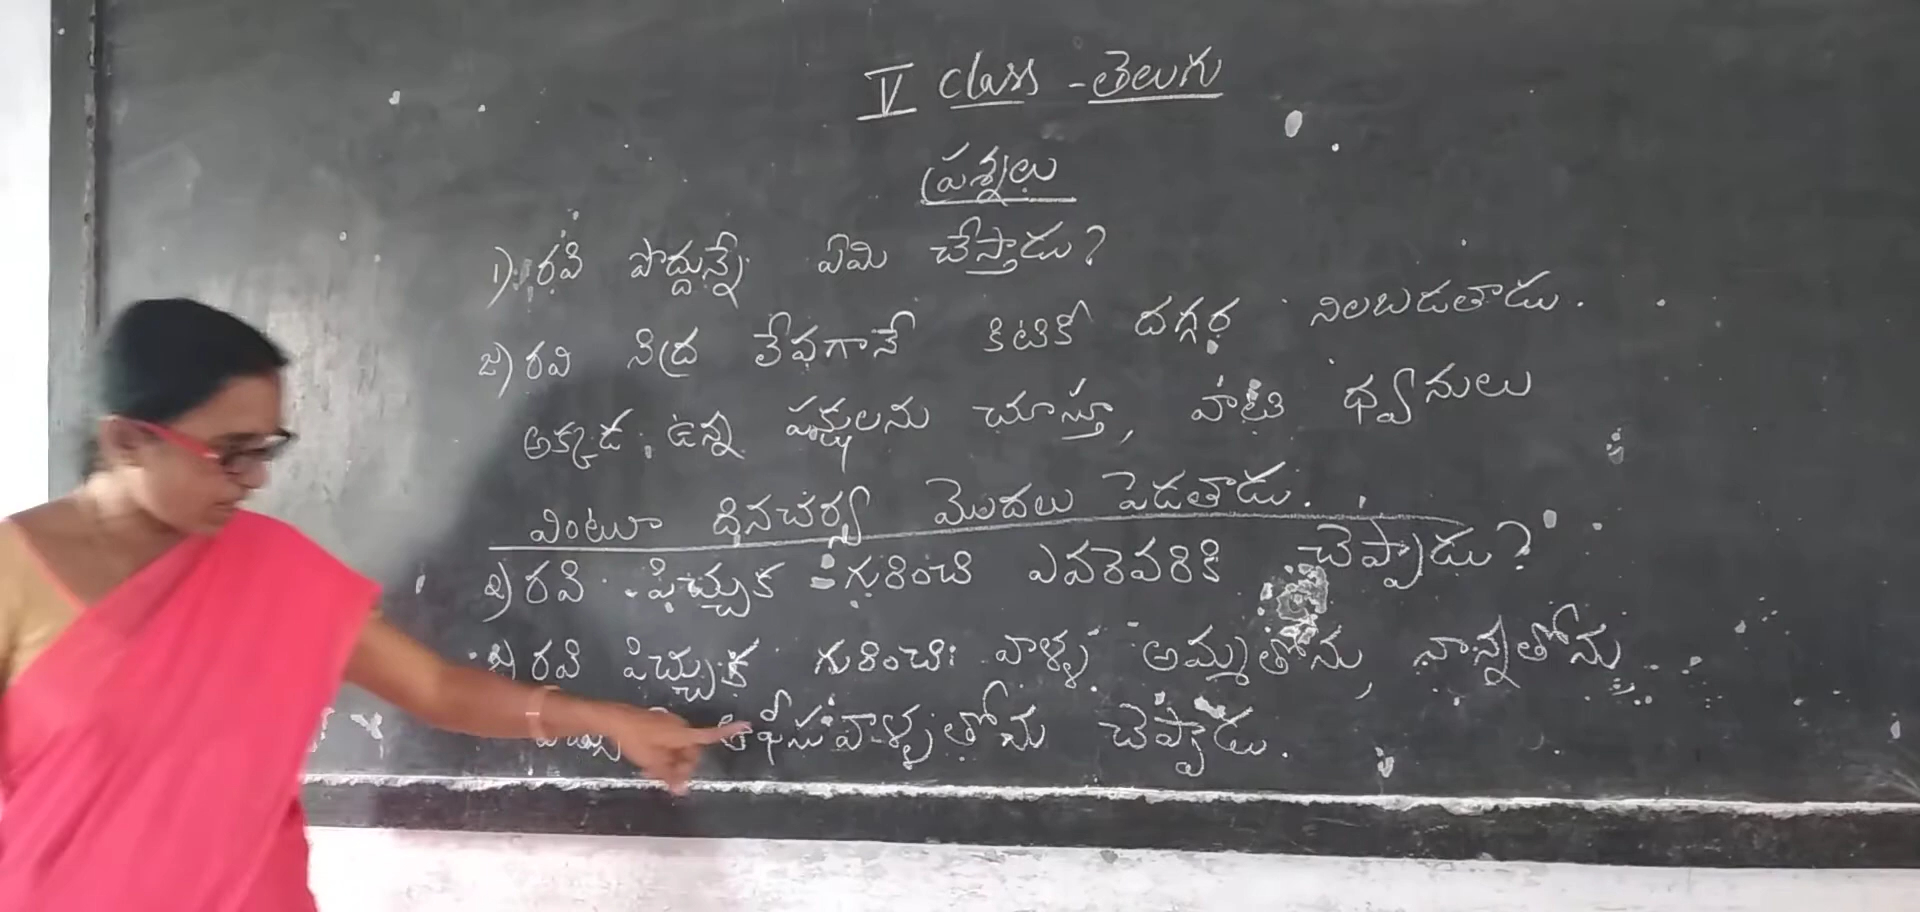 V class - తెలుగు
ప్రశ్నలు
1) రవి పొద్దున్నే ఏమి చేస్తాడు?
జ) రవి నిద్ర లేవగానే కిటికీ దగ్గర నిలబడతాడు.
అక్కడ ఉన్న పక్షులను చూస్తూ, వాటి ధ్వనులు
వింటూ దినచర్య మొదలు పెడతాడు.
2) రవి పిచ్చుక గురించి ఎవరెవరికి చెప్పాడు?
జ) రవి పిచ్చుక గురించి వాళ్ళ అమ్మతోను, నాన్నతోను
ఆఫీసువాళ్ళతోను చెప్పాడు.